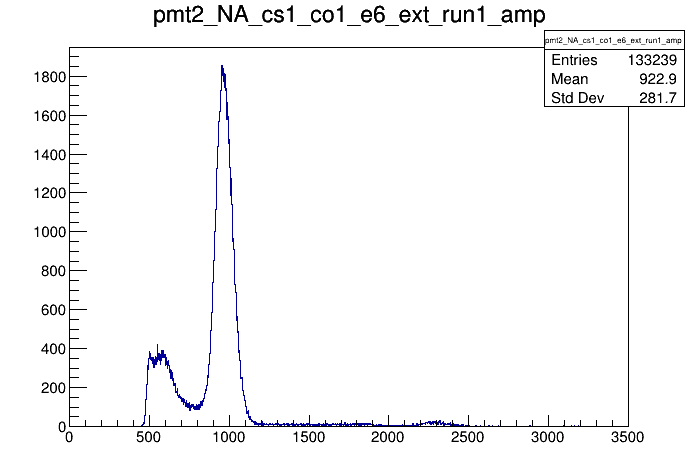 pmt2_NA_cs1_co1_e6_ext_run1_amp
pmt2_NA_cs1_co1_e6_ext_run1_amp
Entries 133239
Mean 922.9
Std Dev 281.7
1800
1600
1400
1200
1000
800
600
400
200
0
0 500 1000 1500 2000 2500 3000 3500